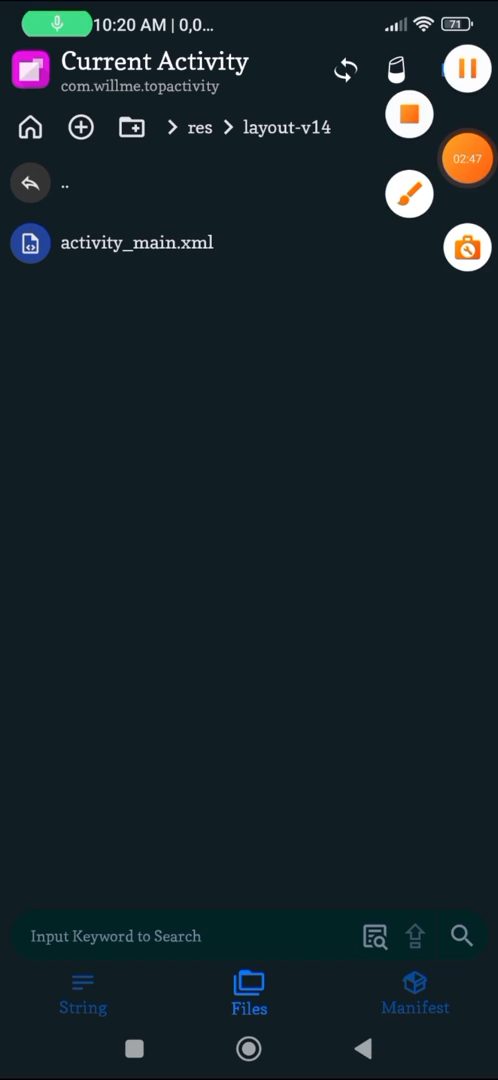 10:20 AM | 0,0...
71
Current Activity
com.willme.topactivity
res
layout-v14
02:47
..
activity_main.xml
Input Keyword to Search
String
Files
Manifest